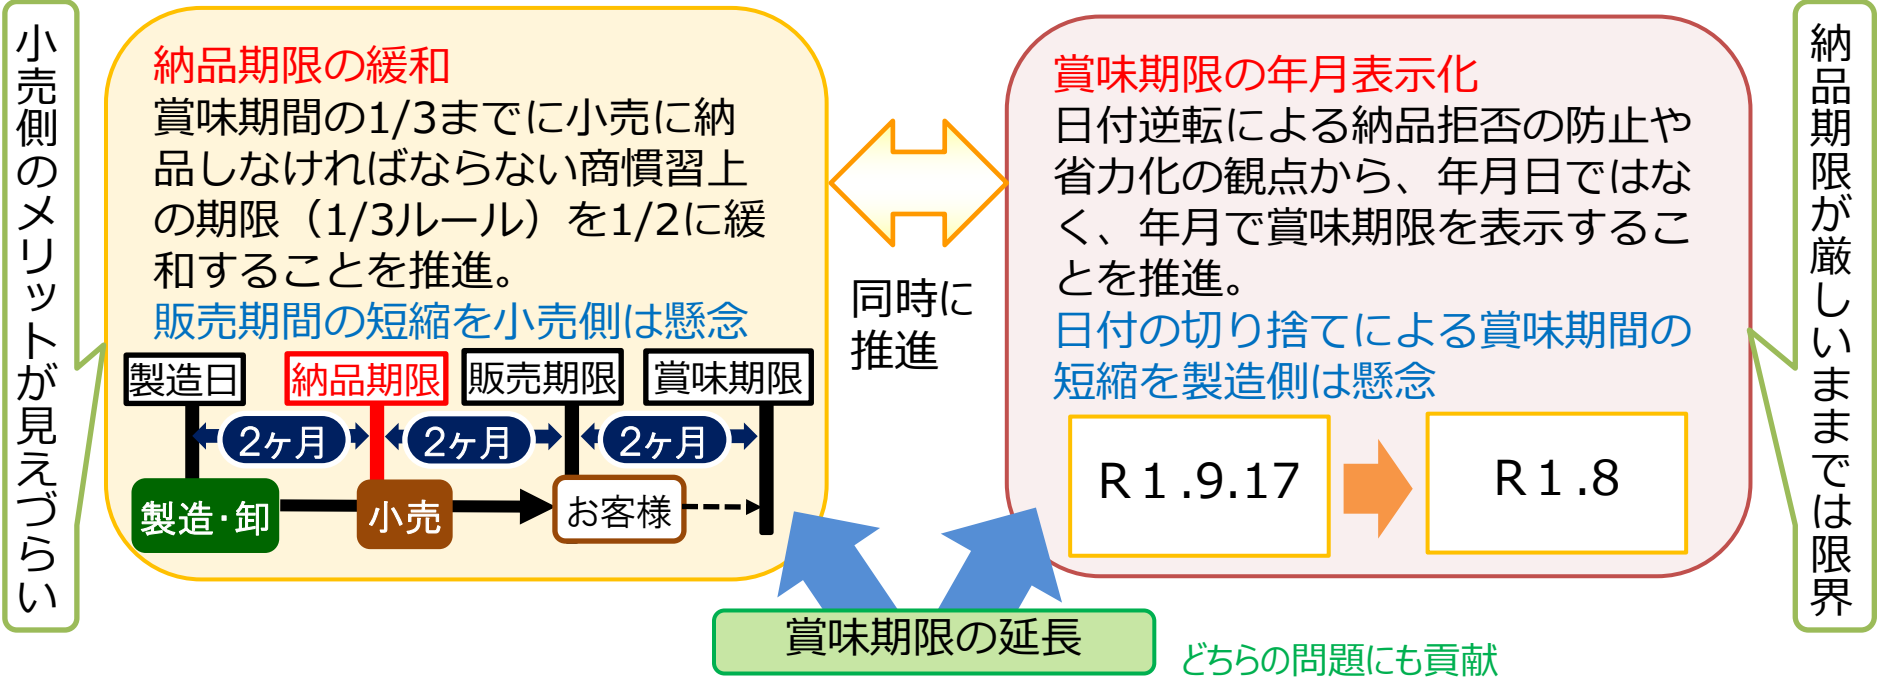 小売側のメリットが見えづらい
納品期限の緩和
賞味期間の1/3までに小売に納
品しなければならない商慣習上
の期限（1/3ルール）を1/2に緩
和することを推進。
販売期間の短縮を小売側は懸念
製造日
納品期限
販売期限
賞味期限
2ヶ月
2ヶ月
2ヶ月
製造・卸
小売
お客様
同時に
推進
賞味期限の年月表示化
日付逆転による納品拒否の防止や
省力化の観点から、年月日ではな
く、年月で賞味期限を表示するこ
とを推進。
日付の切り捨てによる賞味期間の
短縮を製造側は懸念
Ｒ１.9.17
Ｒ１.8
納品期限が厳しいままでは限界
賞味期限の延長
どちらの問題にも貢献